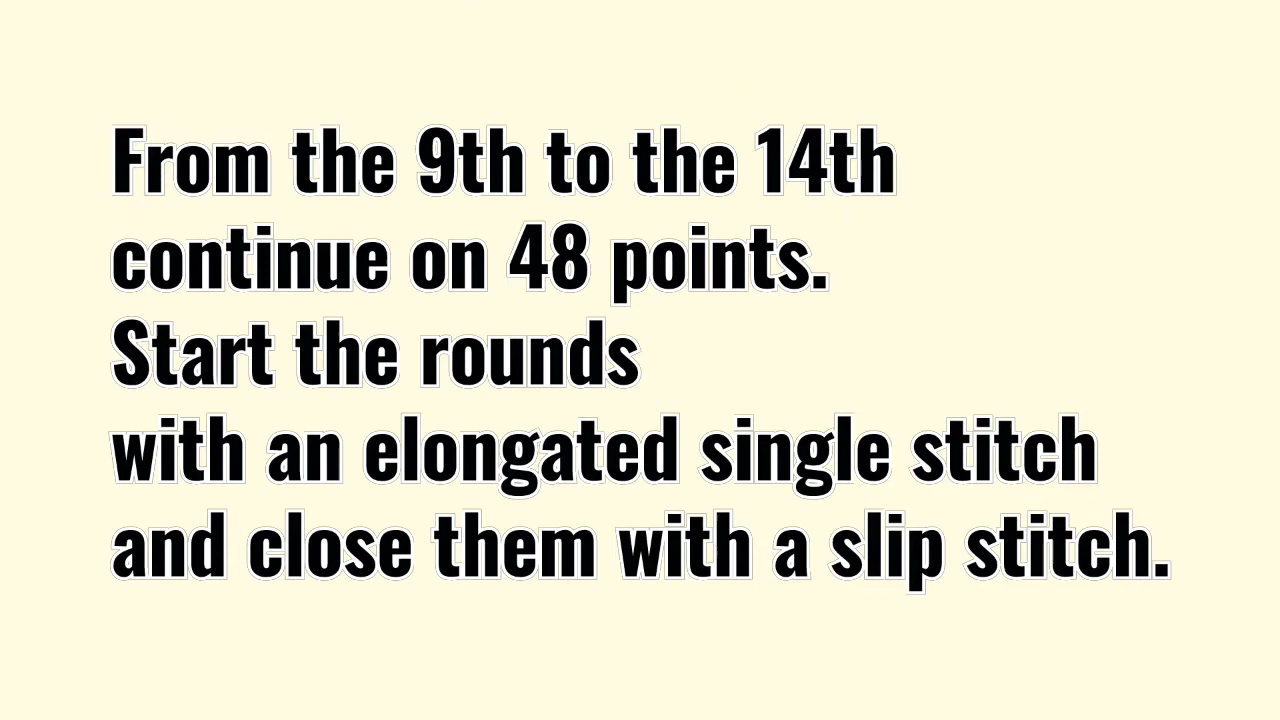 From the 9th to the 14th
continue on 48 points.
Start the rounds
with an elongated single stitch
and close them with a slip stitch.